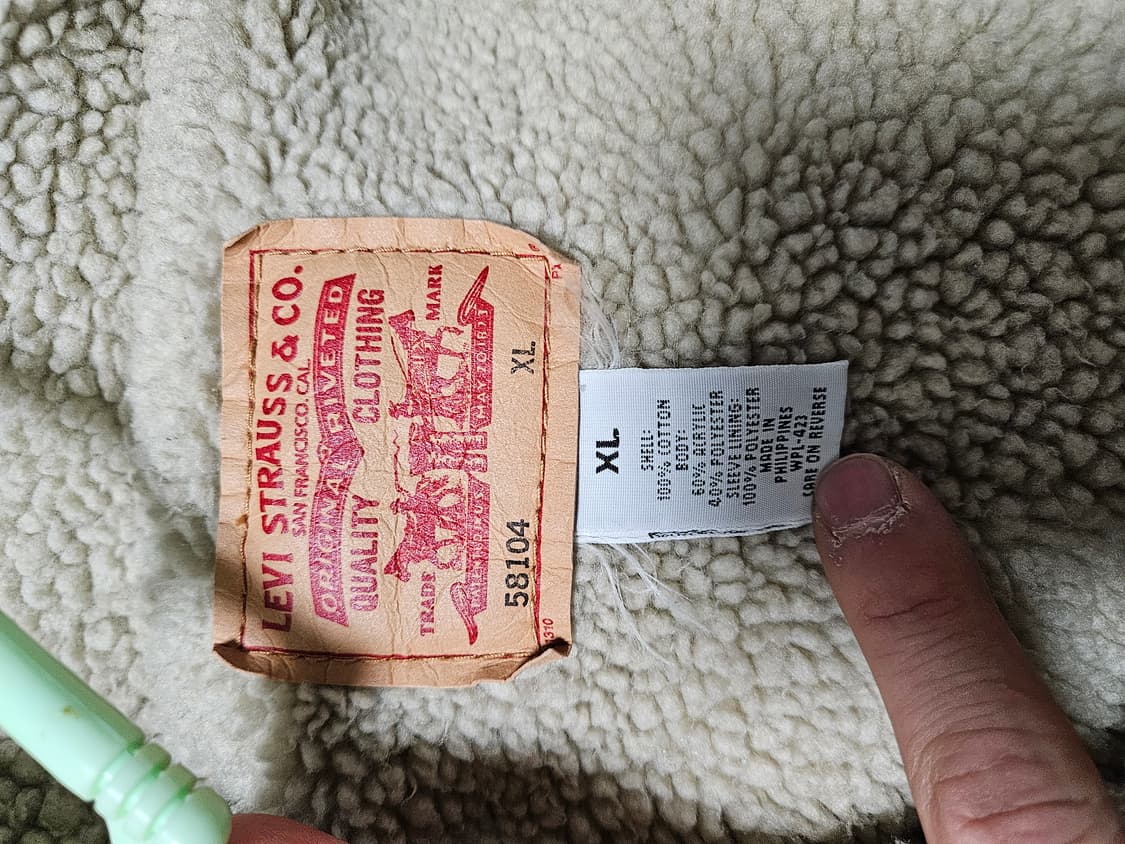 LEVI STRAUSS & CO.
SAN FRANCISCO, CAL.
ORIGINAL RIVETED
QUALITY CLOTHING
TRADE MARK
58104 XL
1310
XL
SHELL:
100% COTTON
BODY:
60% ACRYLIC
40% POLYESTER
SLEEVE LINING:
100% POLYESTER
MADE IN
PHILIPPINES
WPL-423
CARE ON REVERSE